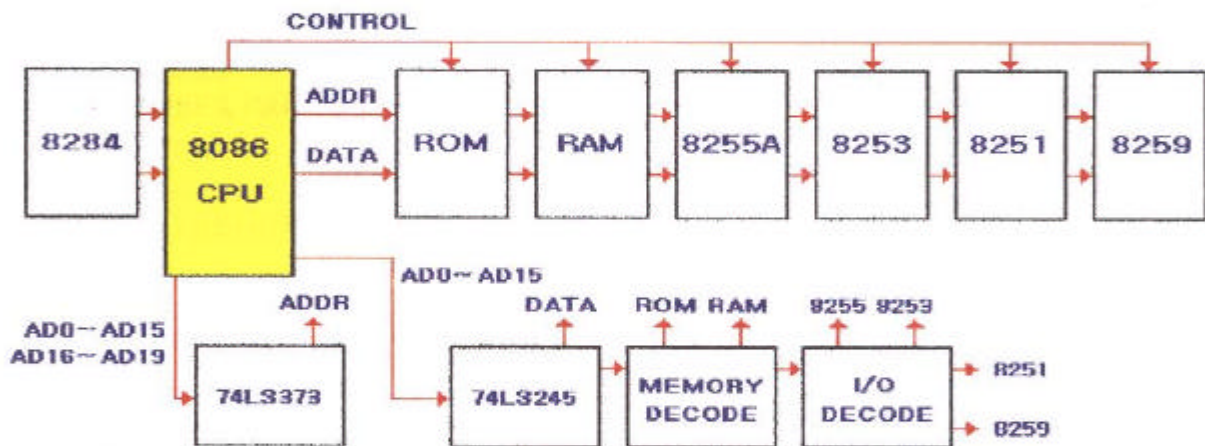 CONTROL
8284
8086
CPU
ADDR
DATA
ROM
RAM
8255A
8253
8251
8259
AD0~AD15
AD16~AD19
ADDR
74LS373
AD0~AD15
DATA
74LS245
ROM RAM
MEMORY
DECODE
8255 8253
I/O
DECODE
8251
8259